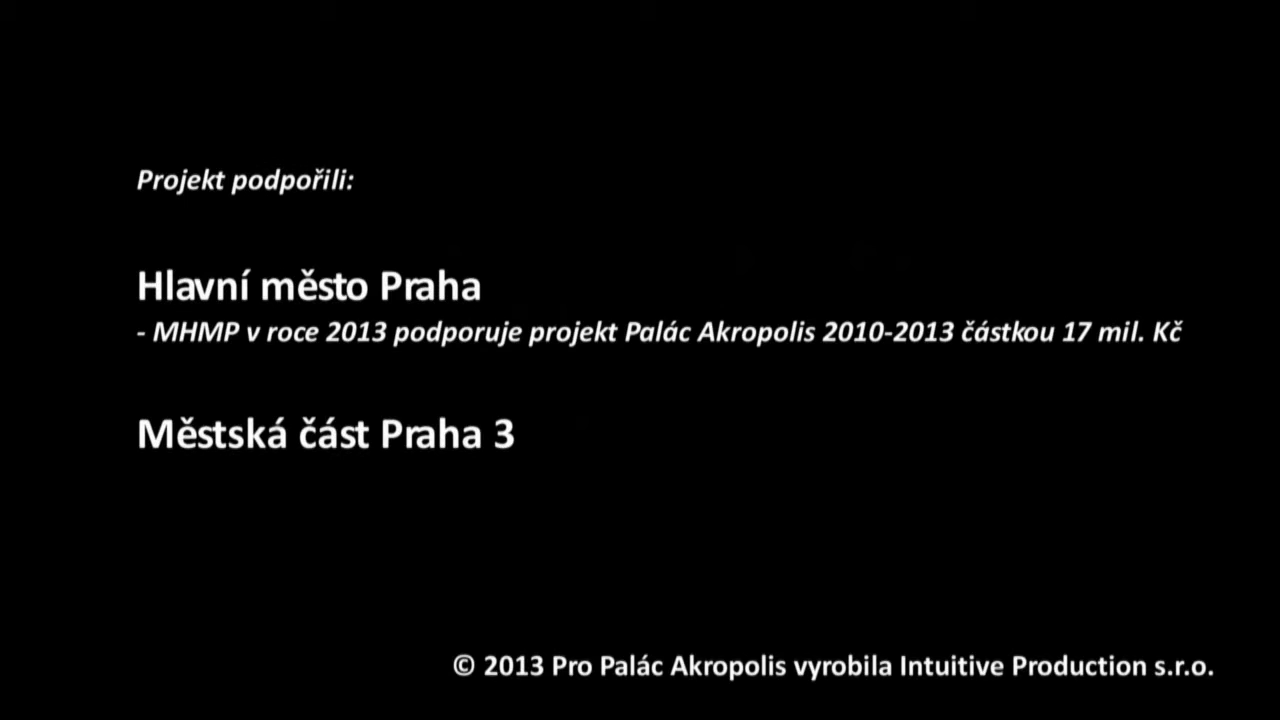 Projekt podpořili:
Hlavní město Praha
- MHMP v roce 2013 podporuje projekt Palác Akropolis 2010-2013 částkou 17 mil. Kč
Městská část Praha 3
© 2013 Pro Palác Akropolis vyrobila Intuitive Production s.r.o.